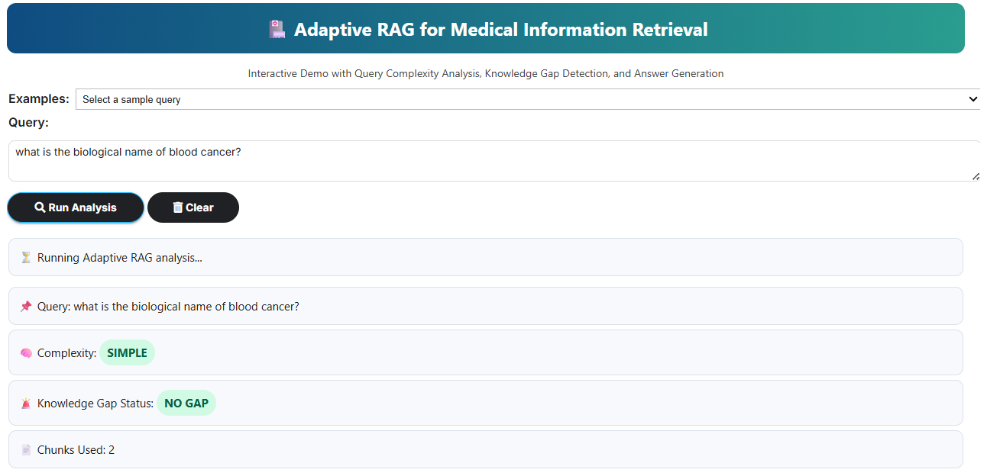 Adaptive RAG for Medical Information Retrieval
Interactive Demo with Query Complexity Analysis, Knowledge Gap Detection, and Answer Generation
Examples: Select a sample query
Query:
what is the biological name of blood cancer?
Run Analysis Clear
Running Adaptive RAG analysis...
Query: what is the biological name of blood cancer?
Complexity: SIMPLE
Knowledge Gap Status: NO GAP
Chunks Used: 2